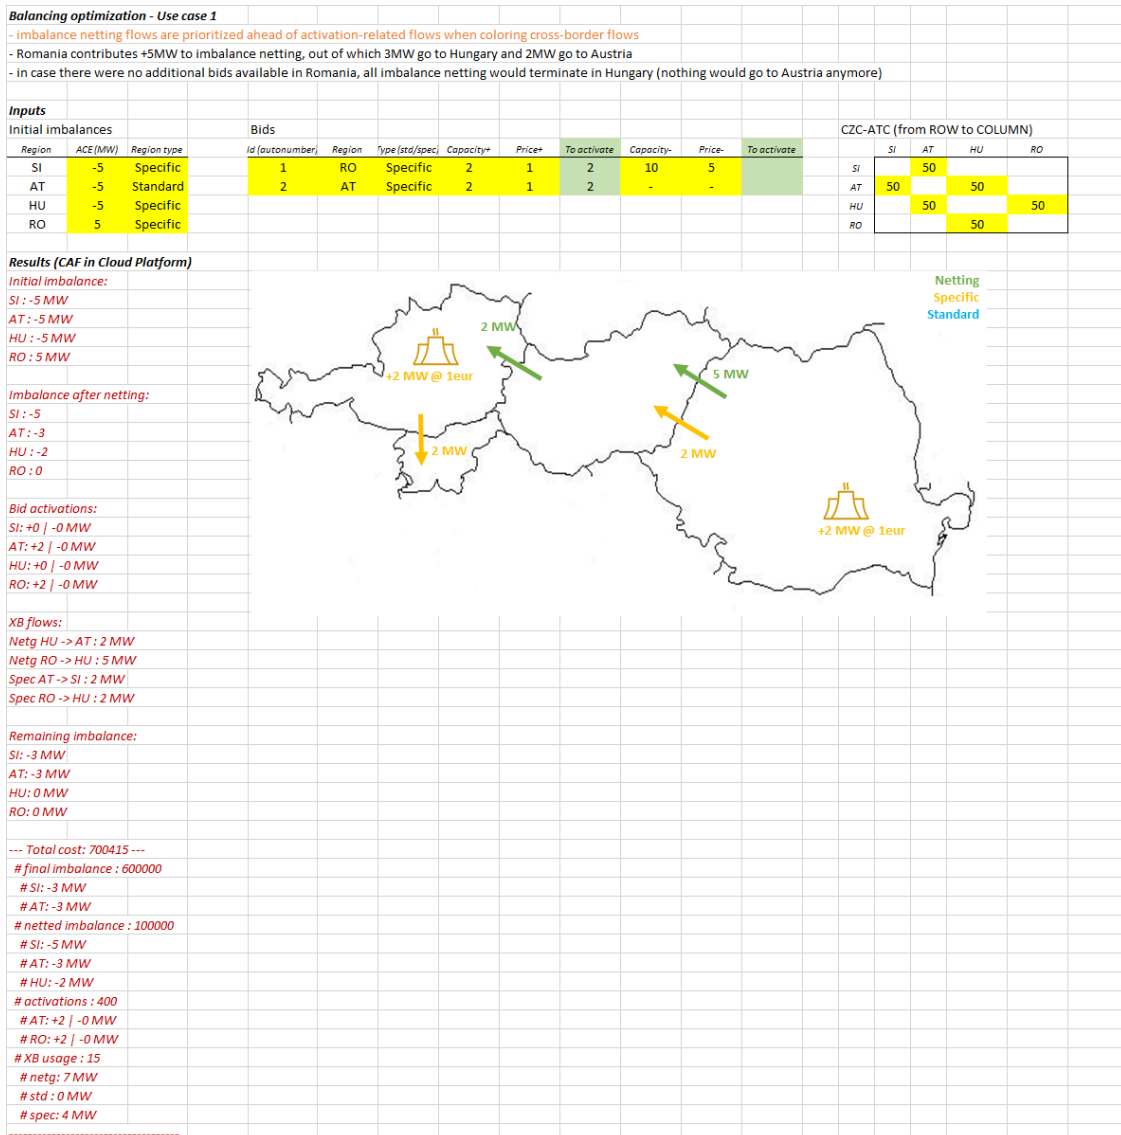 Balancing optimization - Use case 1
- imbalance netting flows are prioritized ahead of activation-related flows when coloring cross-border flows
- Romania contributes +5MW to imbalance netting, out of which 3MW go to Hungary and 2MW go to Austria
- in case there were no additional bids available in Romania, all imbalance netting would terminate in Hungary (nothing would go to Austria anymore)
Inputs
Initial imbalances Bids CZC-ATC (from ROW to COLUMN)
Region ACE (MW) Region type Id (autonumber) Region Type (std/spec) Capacity+ Price+ To activate Capacity- Price- To activate SI AT HU RO
SI -5 Specific 1 RO Specific 2 1 2 10 5 SI 50
AT -5 Standard 2 AT Specific 2 1 2 - - AT 50 50
HU -5 Specific HU 50 50
RO 5 Specific RO 50
Results (CAF in Cloud Platform)
Initial imbalance:
SI : -5 MW
AT : -5 MW
HU : -5 MW
RO : 5 MW
Imbalance after netting:
SI : -5
AT : -3
HU : -2
RO : 0
Bid activations:
SI: +0 | -0 MW
AT: +2 | -0 MW
HU: +0 | -0 MW
RO: +2 | -0 MW
Netting
Specific
Standard
2 MW
+2 MW @ 1eur
5 MW
2 MW
2 MW
+2 MW @ 1eur
XB flows:
Netg HU -> AT : 2 MW
Netg RO -> HU : 5 MW
Spec AT -> SI : 2 MW
Spec RO -> HU : 2 MW
Remaining imbalance:
SI: -3 MW
AT: -3 MW
HU: 0 MW
RO: 0 MW
--- Total cost: 700415 ---
# final imbalance : 600000
# SI: -3 MW
# AT: -3 MW
# netted imbalance : 100000
# SI: -5 MW
# AT: -3 MW
# HU: -2 MW
# activations : 400
# AT: +2 | -0 MW
# RO: +2 | -0 MW
# XB usage : 15
# netg: 7 MW
# std : 0 MW
# spec: 4 MW